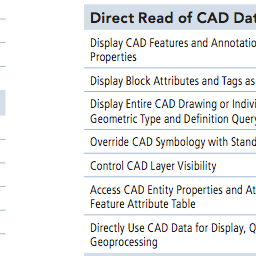 Direct Read of CAD Dat
Display CAD Features and Annotatio
Properties
Display Block Attributes and Tags as
Display Entire CAD Drawing or Indivi
Geometric Type and Definition Query
Override CAD Symbology with Stand
Control CAD Layer Visibility
Access CAD Entity Properties and At
Feature Attribute Table
Directly Use CAD Data for Display, Q
Geoprocessing